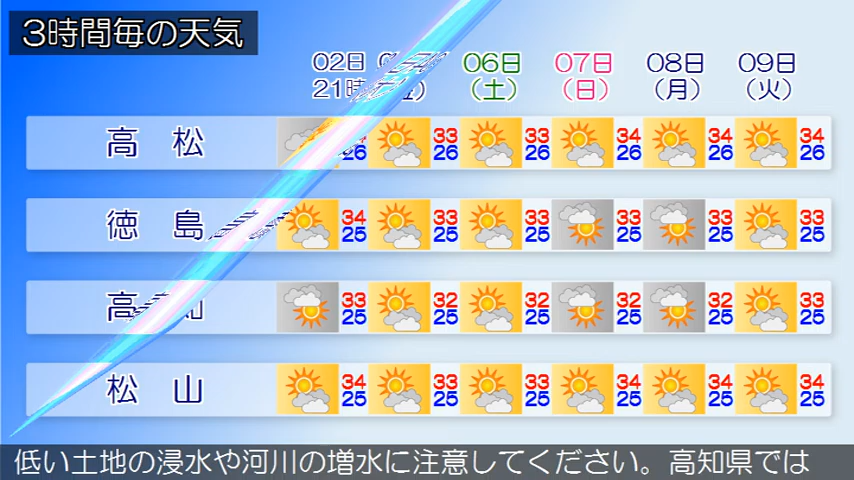 3時間毎の天気
02日 06日 07日 08日 09日
21時 (土) (日) (月) (火)
高 松 33 33 34 34 34
26 26 26 26 26 26
徳 島 34 33 33 33 33 33
25 25 25 25 25 25
高 33 32 32 32 32 33
25 25 25 25 25 25
松 山 34 33 33 34 34 34
25 25 25 25 25 25
低い土地の浸水や河川の増水に注意してください。高知県では